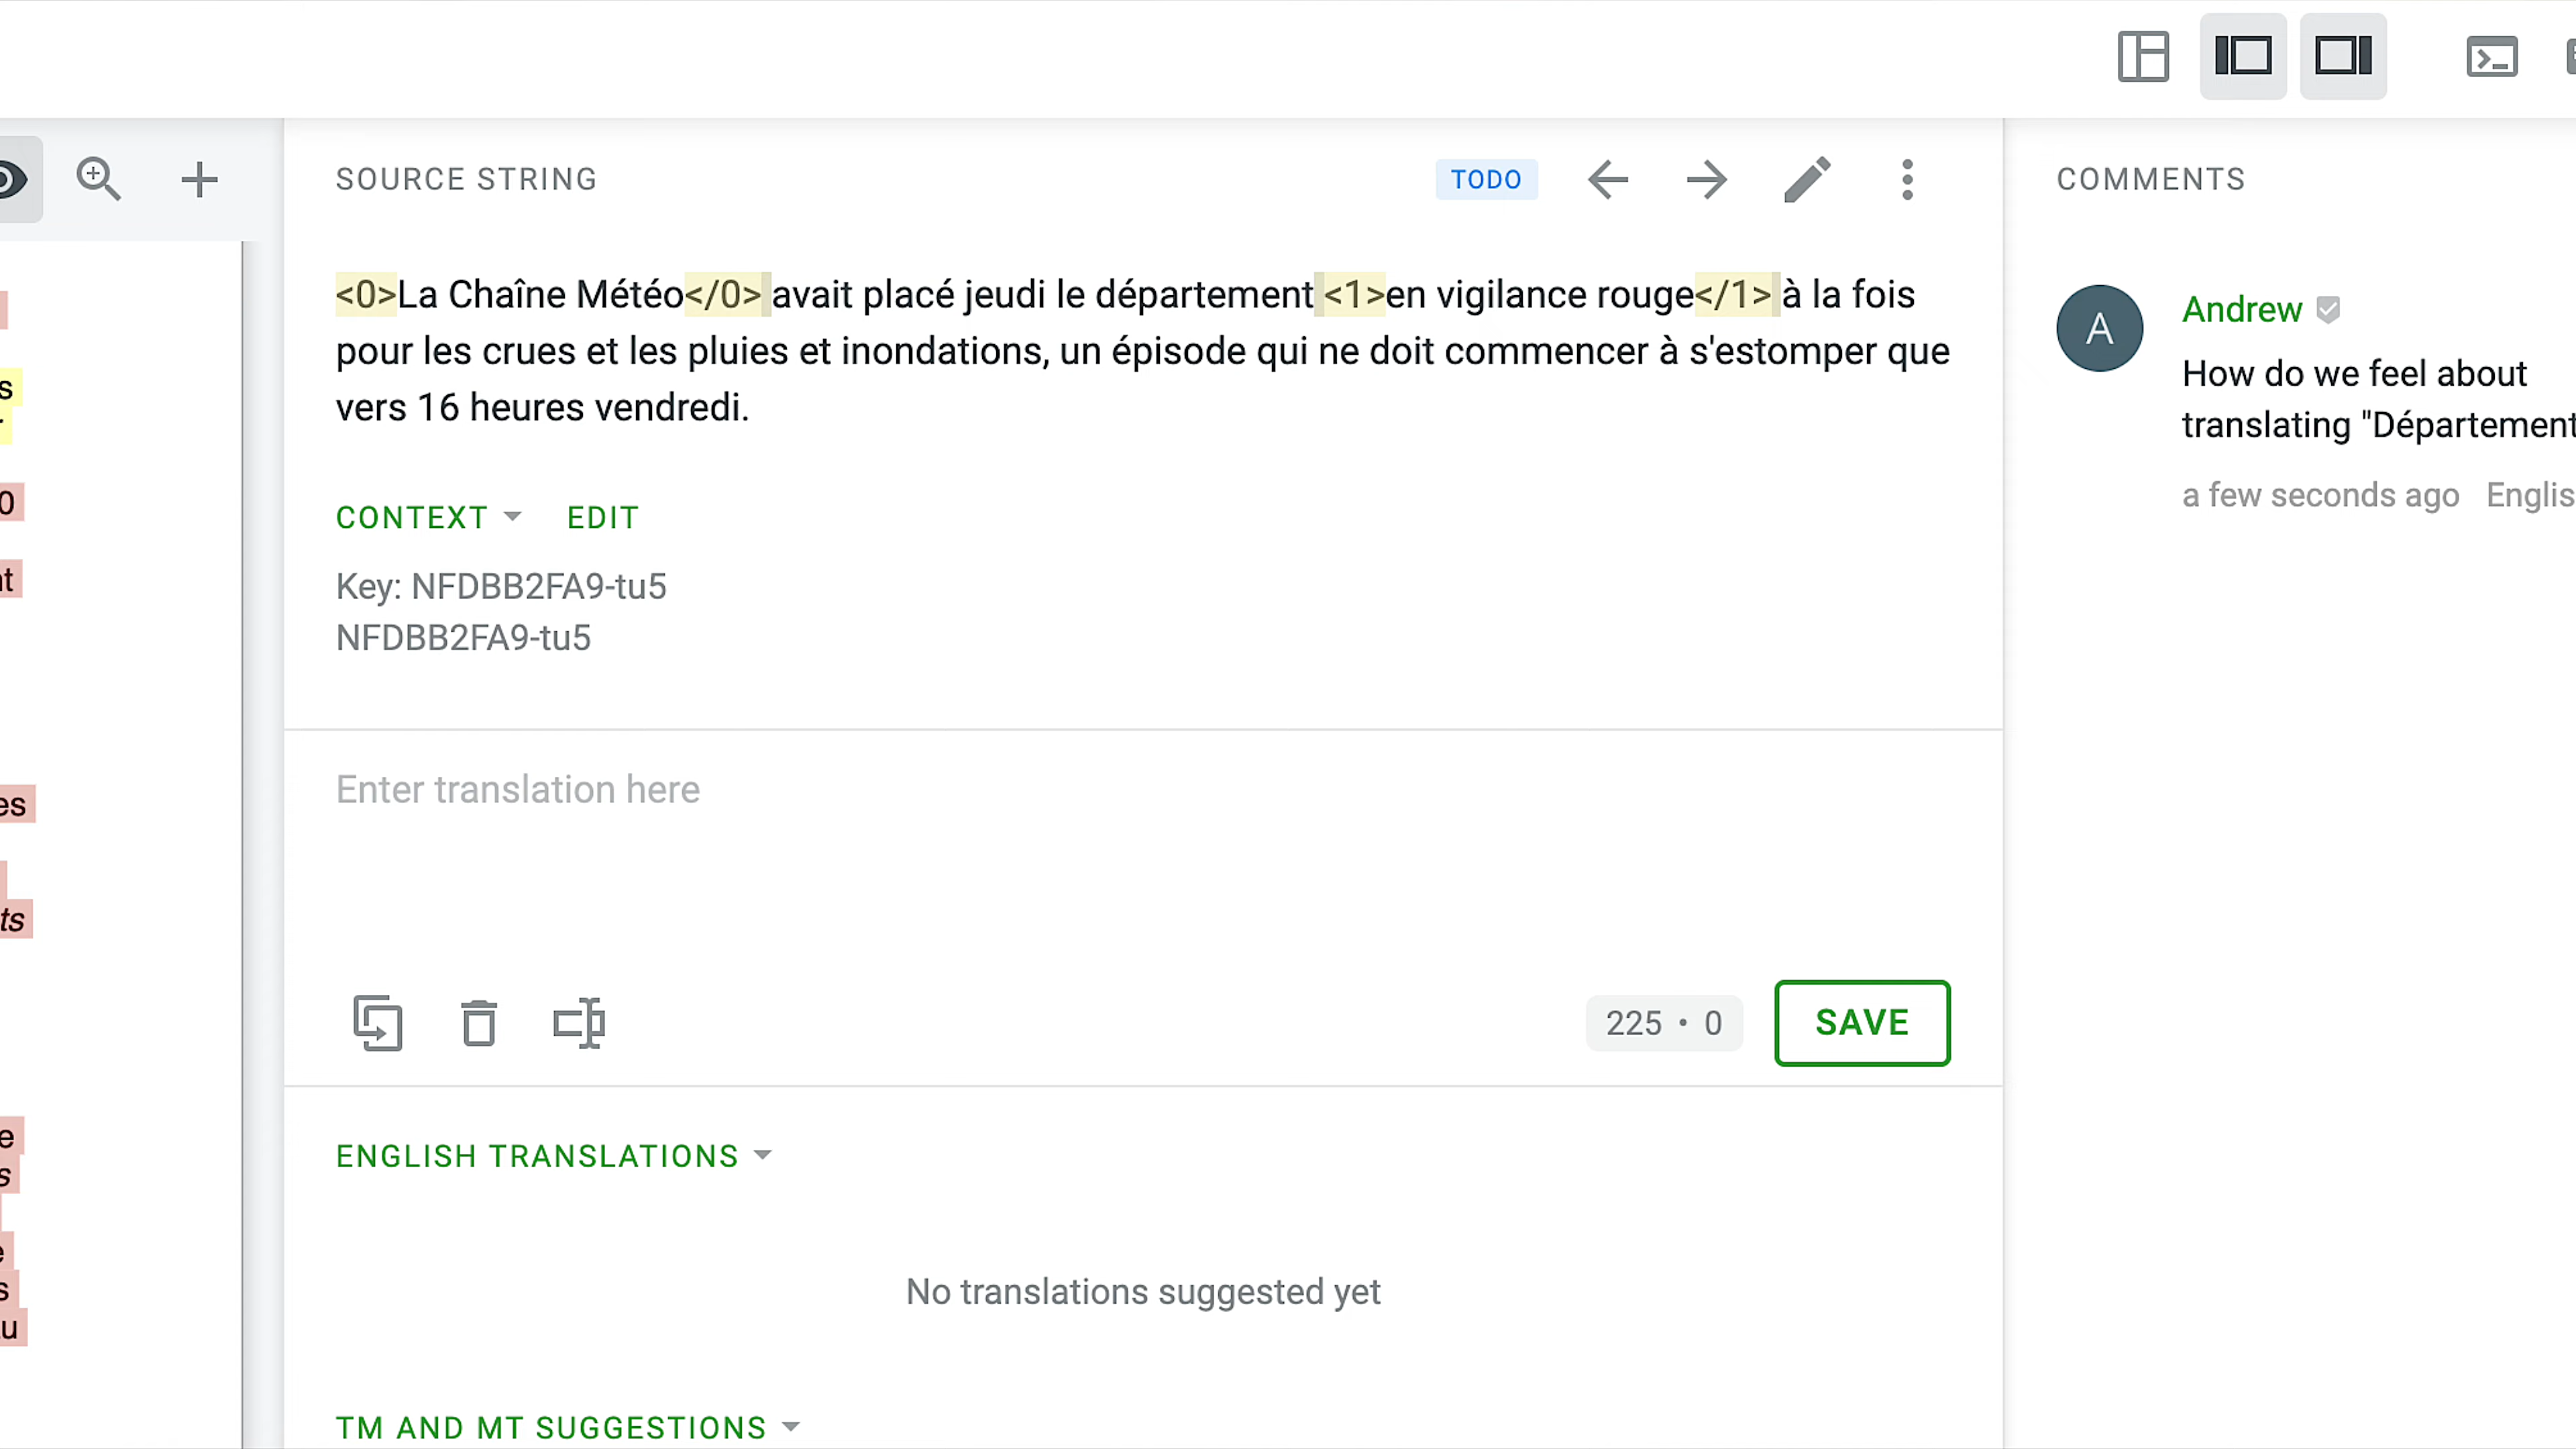 SOURCE STRING
TODO
<0>La Chaîne Météo</0> avait placé jeudi le département <1>en vigilance rouge</1> à la fois
pour les crues et les pluies et inondations, un épisode qui ne doit commencer à s'estomper que
vers 16 heures vendredi.
CONTEXT
EDIT
Key: NFDBB2FA9-tu5
NFDBB2FA9-tu5
Enter translation here
225 • 0
SAVE
ENGLISH TRANSLATIONS
No translations suggested yet
TM AND MT SUGGESTIONS
COMMENTS
A
Andrew
How do we feel about
translating "Département
a few seconds ago